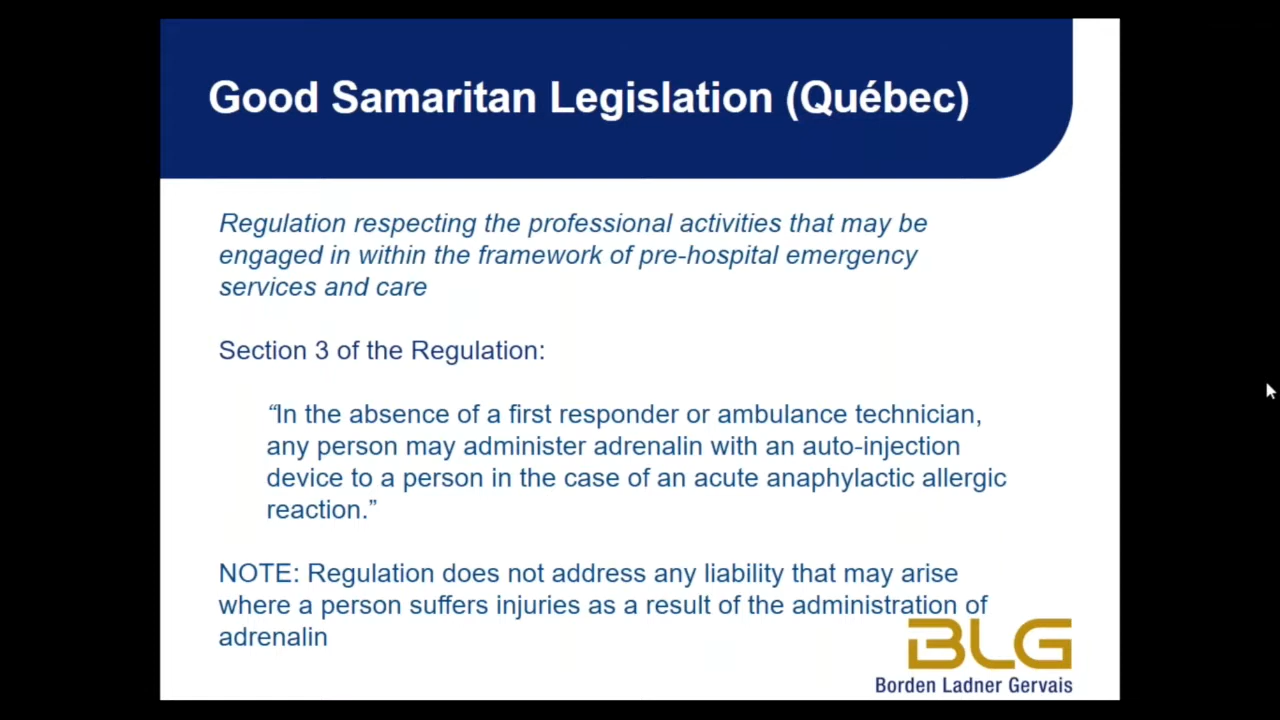 Good Samaritan Legislation (Québec)
Regulation respecting the professional activities that may be
engaged in within the framework of pre-hospital emergency
services and care
Section 3 of the Regulation:
“In the absence of a first responder or ambulance technician,
any person may administer adrenalin with an auto-injection
device to a person in the case of an acute anaphylactic allergic
reaction.”
NOTE: Regulation does not address any liability that may arise
where a person suffers injuries as a result of the administration of
adrenalin
BLG
Borden Ladner Gervais